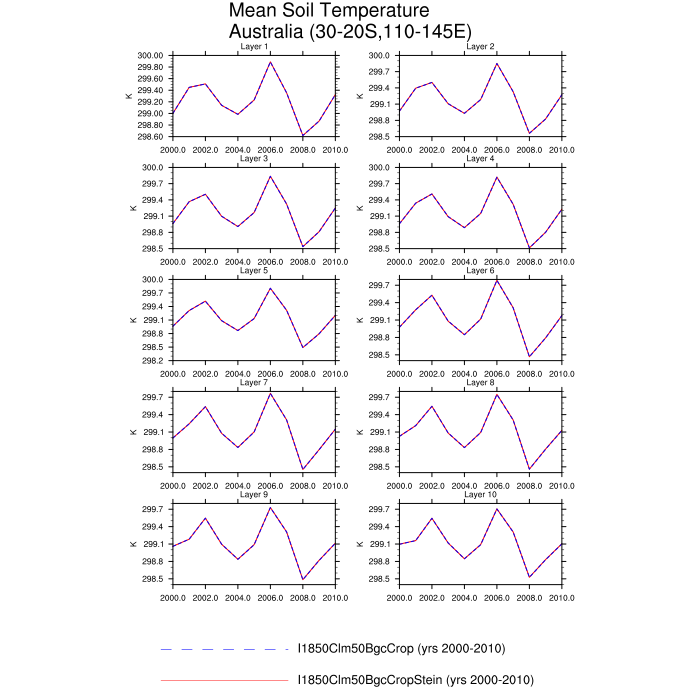 Mean Soil Temperature
Australia (30-20S,110-145E)
Layer 1
300.00
299.80
299.60
299.40
299.20
299.00
298.80
298.60
K
2000.0 2002.0 2004.0 2006.0 2008.0 2010.0
Layer 2
300.0
299.7
299.4
299.1
298.8
298.5
K
2000.0 2002.0 2004.0 2006.0 2008.0 2010.0
Layer 3
300.0
299.7
299.4
299.1
298.8
298.5
K
2000.0 2002.0 2004.0 2006.0 2008.0 2010.0
Layer 4
300.0
299.7
299.4
299.1
298.8
298.5
K
2000.0 2002.0 2004.0 2006.0 2008.0 2010.0
Layer 5
300.0
299.7
299.4
299.1
298.8
298.5
298.2
K
2000.0 2002.0 2004.0 2006.0 2008.0 2010.0
Layer 6
299.7
299.4
299.1
298.8
298.5
K
2000.0 2002.0 2004.0 2006.0 2008.0 2010.0
Layer 7
299.7
299.4
299.1
298.8
298.5
K
2000.0 2002.0 2004.0 2006.0 2008.0 2010.0
Layer 8
299.7
299.4
299.1
298.8
298.5
K
2000.0 2002.0 2004.0 2006.0 2008.0 2010.0
Layer 9
299.7
299.4
299.1
298.8
298.5
K
2000.0 2002.0 2004.0 2006.0 2008.0 2010.0
Layer 10
299.7
299.4
299.1
298.8
298.5
K
2000.0 2002.0 2004.0 2006.0 2008.0 2010.0
I1850Clm50BgcCrop (yrs 2000-2010)
I1850Clm50BgcCropStein (yrs 2000-2010)